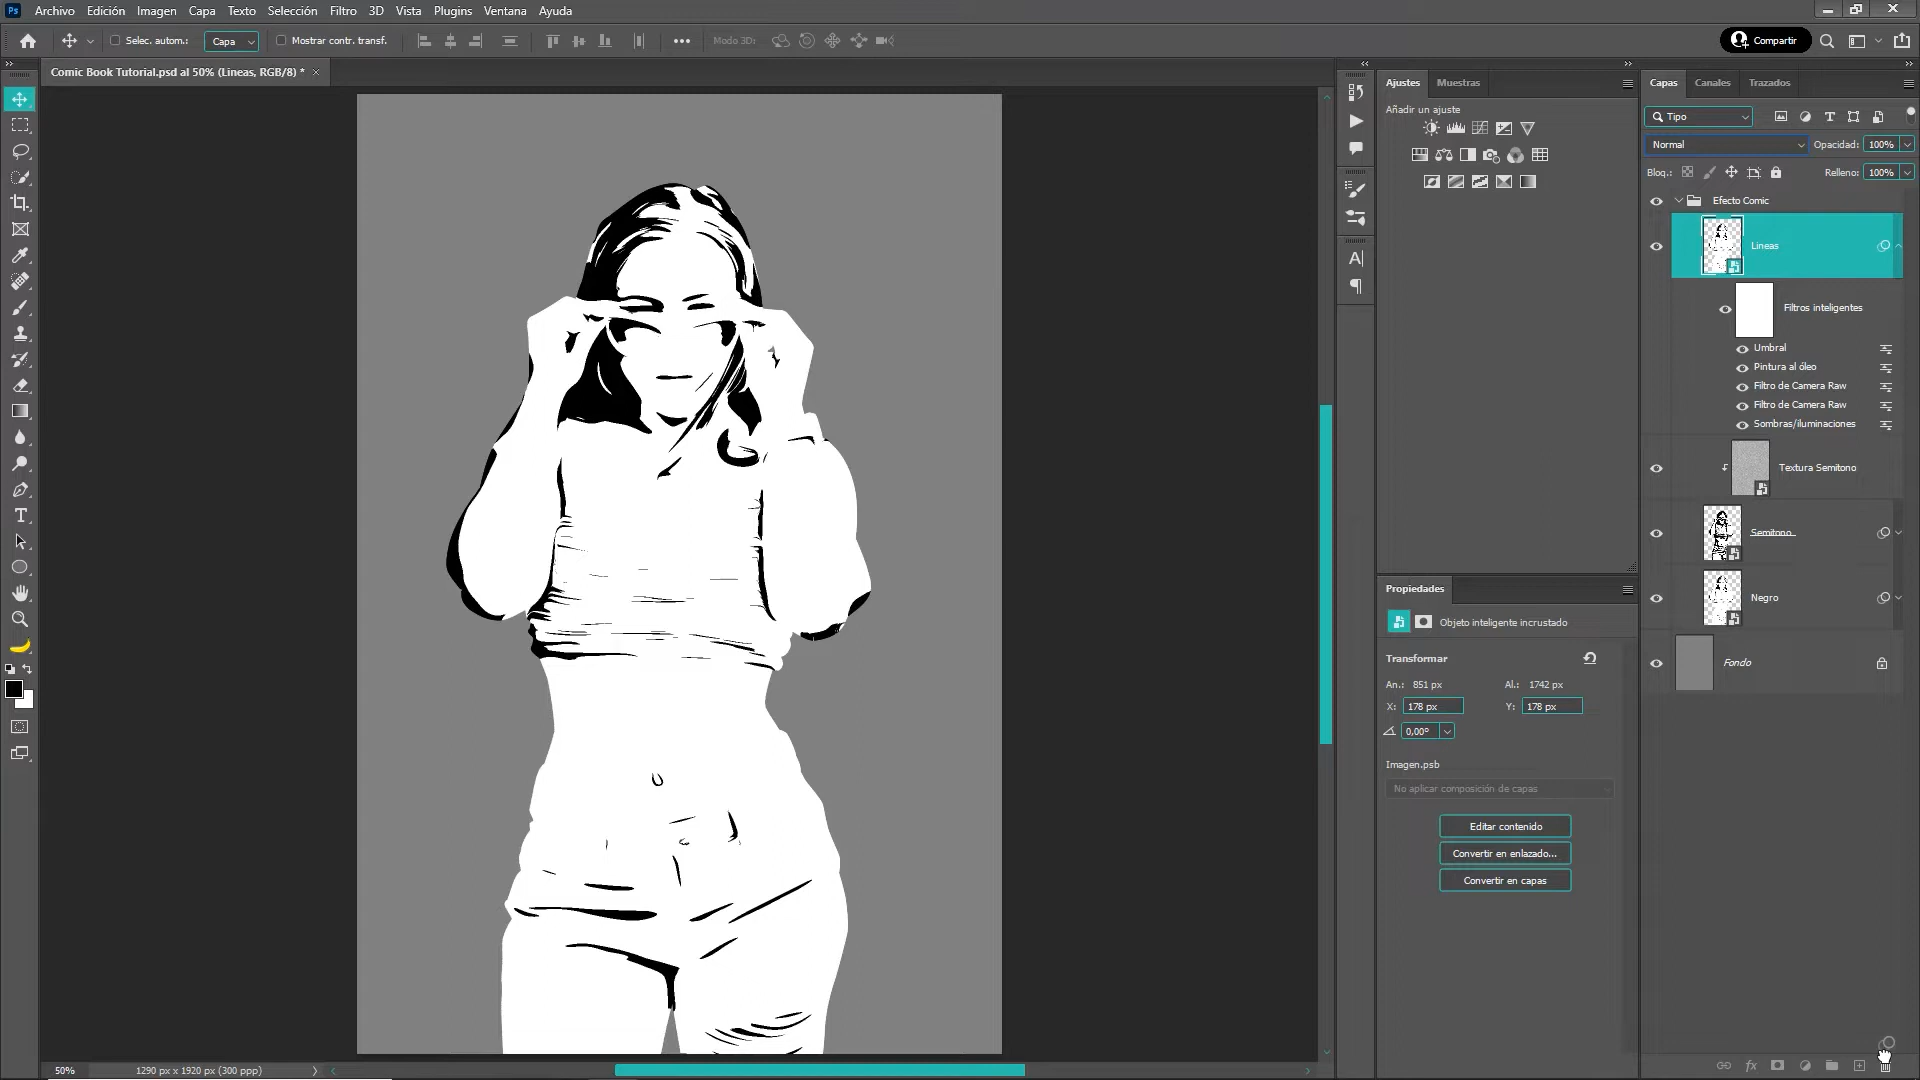 Ps Archivo Edición Imagen Capa Texto Selección Filtro 3D Vista Plugins Ventana Ayuda
Selec. autom.: Capa Mostrar contr. transf. Modo 3D: Compartir
Comic Book Tutorial.psd al 50% (Lineas, RGB/8) *
Ajustes Muestras
Añadir un ajuste
Propiedades
Objeto inteligente incrustado
Transformar
An.: 851 px Al.: 1742 px
X: 178 px Y: 178 px
0,00º
Imagen.psb
No aplicar composición de capas
Editar contenido
Convertir en enlazado...
Convertir en capas
Capas Canales Trazados
Tipo
Normal Opacidad: 100%
Bloq.: Relleno: 100%
Efecto Comic
Lineas
Filtros inteligentes
Umbral
Pintura al óleo
Filtro de Camera Raw
Filtro de Camera Raw
Sombras/iluminaciones
Textura Semitono
Semitono
Negro
Fondo
50% 1290 px x 1920 px (300 ppp)
fx